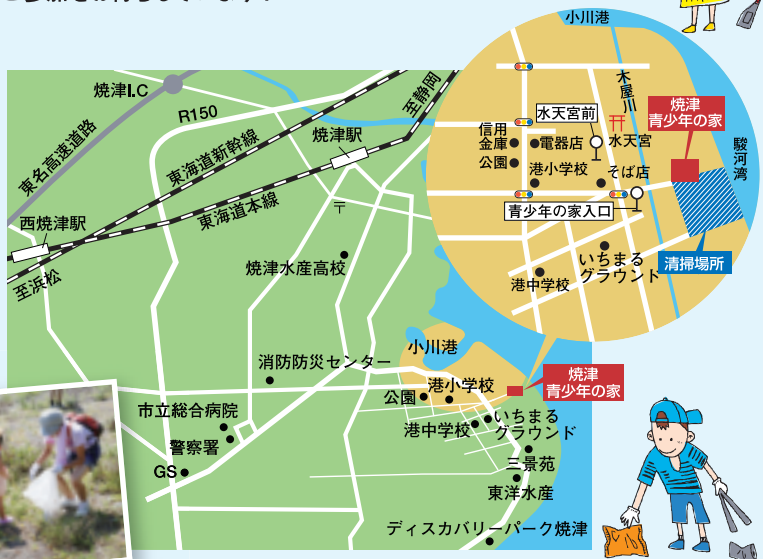 小川港
木屋川
焼津
青少年の家
水天宮前
信用
金庫
電器店
水天宮
公園
港小学校
そば店
駿河湾
青少年の家入口
清掃場所
いちまる
グラウンド
港中学校
焼津I.C
東名高速道路
R150
東海道新幹線
焼津駅
至静岡
東海道本線
〒
西焼津駅
至浜松
焼津水産高校
小川港
消防防災センター
焼津
青少年の家
公園
港小学校
市立総合病院
港中学校
いちまる
グラウンド
警察署
GS
三景苑
東洋水産
ディスカバリーパーク焼津